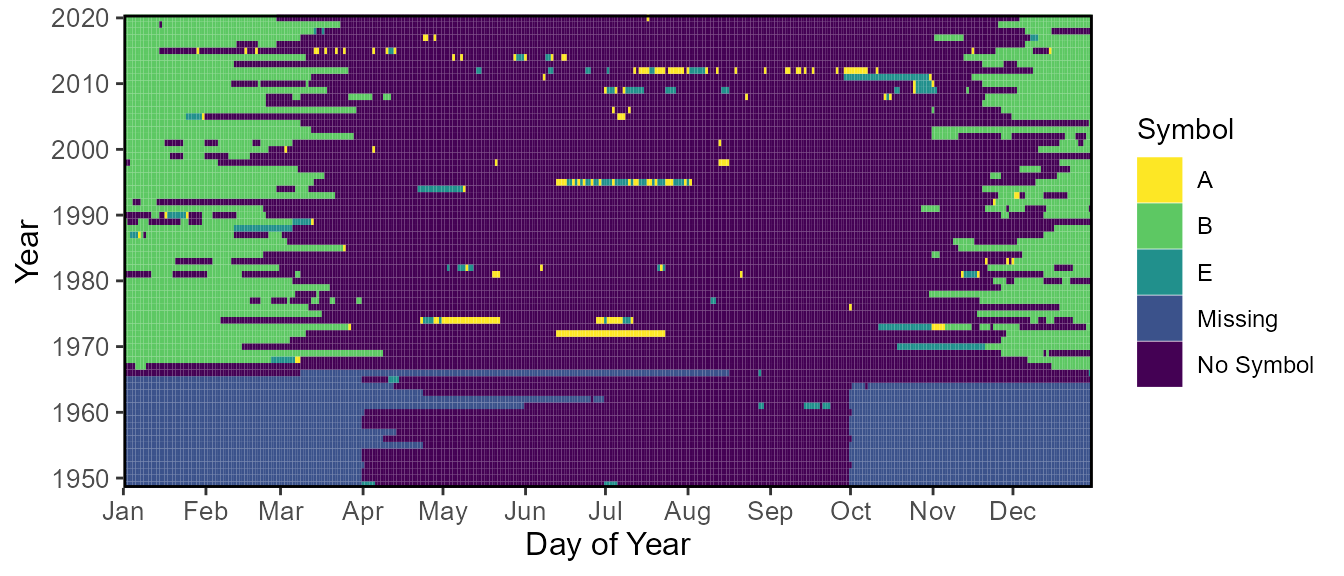 Year
2020
2010
2000
1990
1980
1970
1960
1950
Jan Feb Mar Apr May Jun Jul Aug Sep Oct Nov Dec
Day of Year
Symbol
A
B
E
Missing
No Symbol